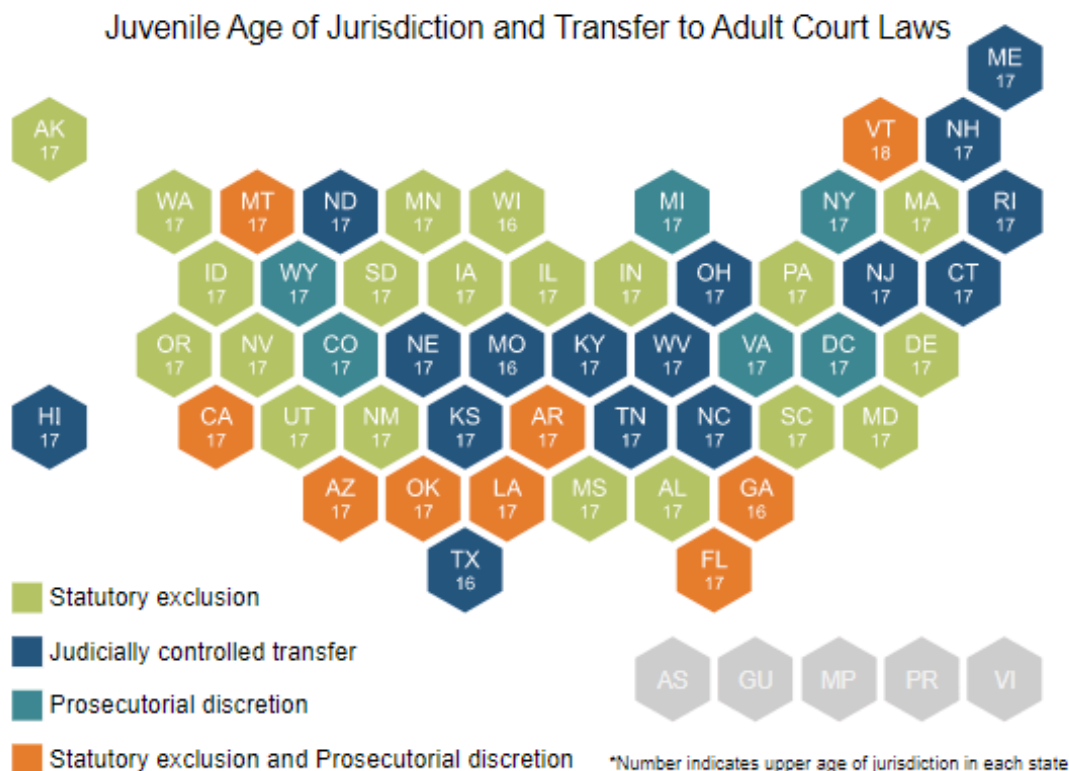 Juvenile Age of Jurisdiction and Transfer to Adult Court Laws
ME
17
AK
17
VT
18
NH
17
WA
17
MT
17
ND
17
MN
17
WI
16
MI
17
NY
17
MA
17
RI
17
ID
17
WY
17
SD
17
IA
17
IL
17
IN
17
OH
17
PA
17
NJ
17
CT
17
OR
17
NV
17
CO
17
NE
17
MO
16
KY
17
WV
17
VA
17
DC
17
DE
17
HI
17
CA
17
UT
17
NM
17
KS
17
AR
17
TN
17
NC
17
SC
17
MD
17
AZ
17
OK
17
LA
17
MS
17
AL
17
GA
16
TX
16
FL
17
Statutory exclusion
Judicially controlled transfer
Prosecutorial discretion
Statutory exclusion and Prosecutorial discretion
AS
GU
MP
PR
VI
*Number indicates upper age of jurisdiction in each state